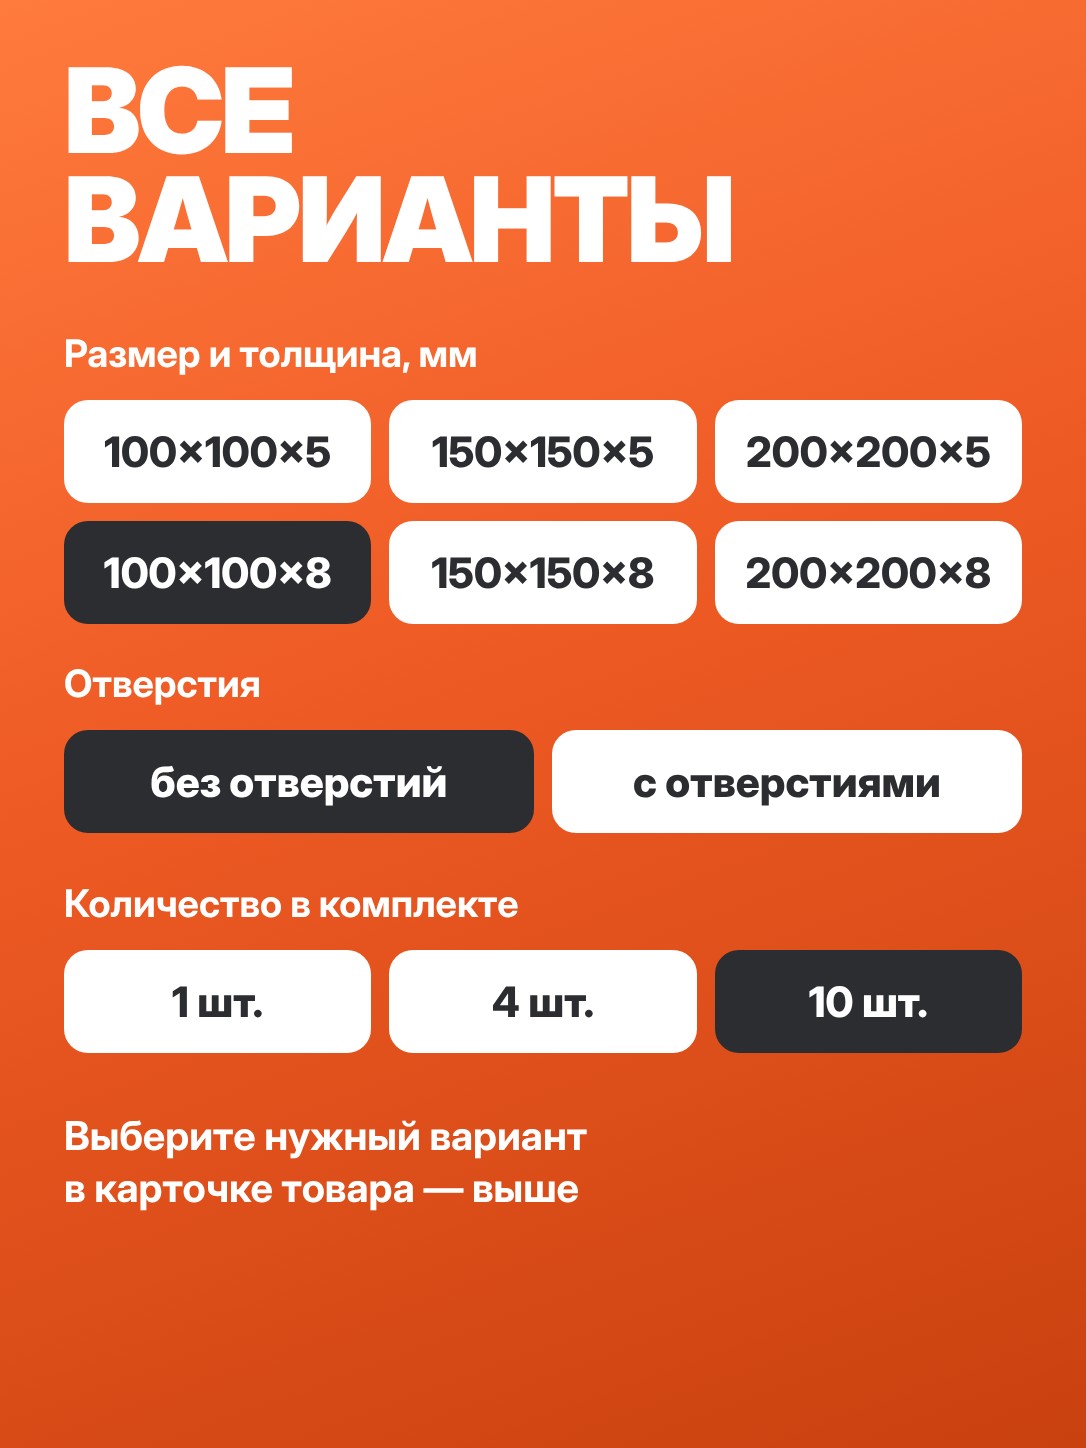 ВСЕ
ВАРИАНТЫ
Размер и толщина, мм
100×100×5 150×150×5 200×200×5
100×100×8 150×150×8 200×200×8
Отверстия
без отверстий с отверстиями
Количество в комплекте
1 шт. 4 шт. 10 шт.
Выберите нужный вариант
в карточке товара — выше